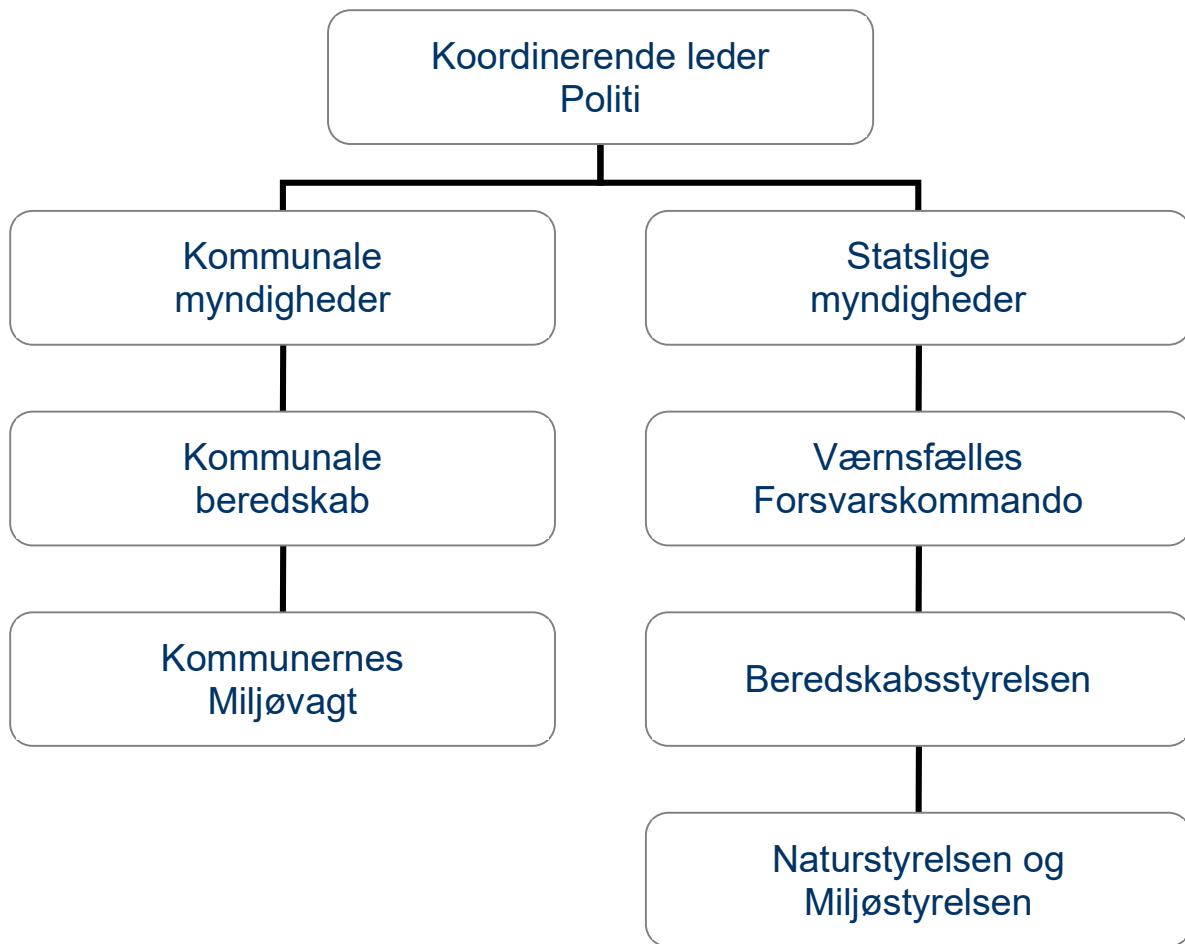 Koordinerende leder
Politi
Kommunale
myndigheder
Statslige
myndigheder
Kommunale
beredskab
Værnsfælles
Forsvarskommando
Kommunernes
Miljøvagt
Beredskabsstyrelsen
Naturstyrelsen og
Miljøstyrelsen